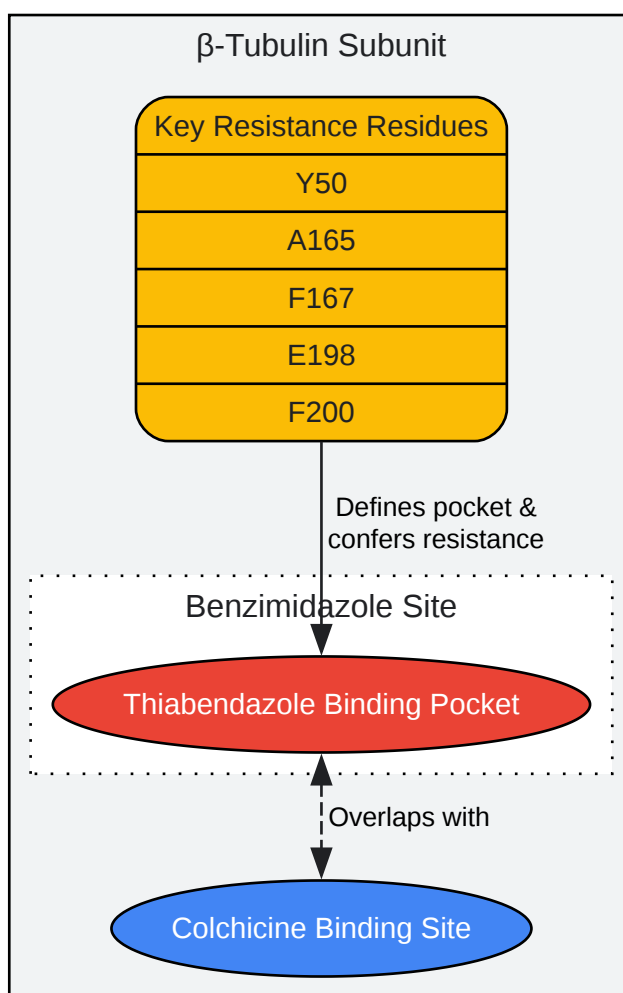 β-Tubulin Subunit
Key Resistance Residues
Y50
A165
F167
E198
F200
Defines pocket &
confers resistance
Benzimidazole Site
Thiabendazole Binding Pocket
Overlaps with
Colchicine Binding Site